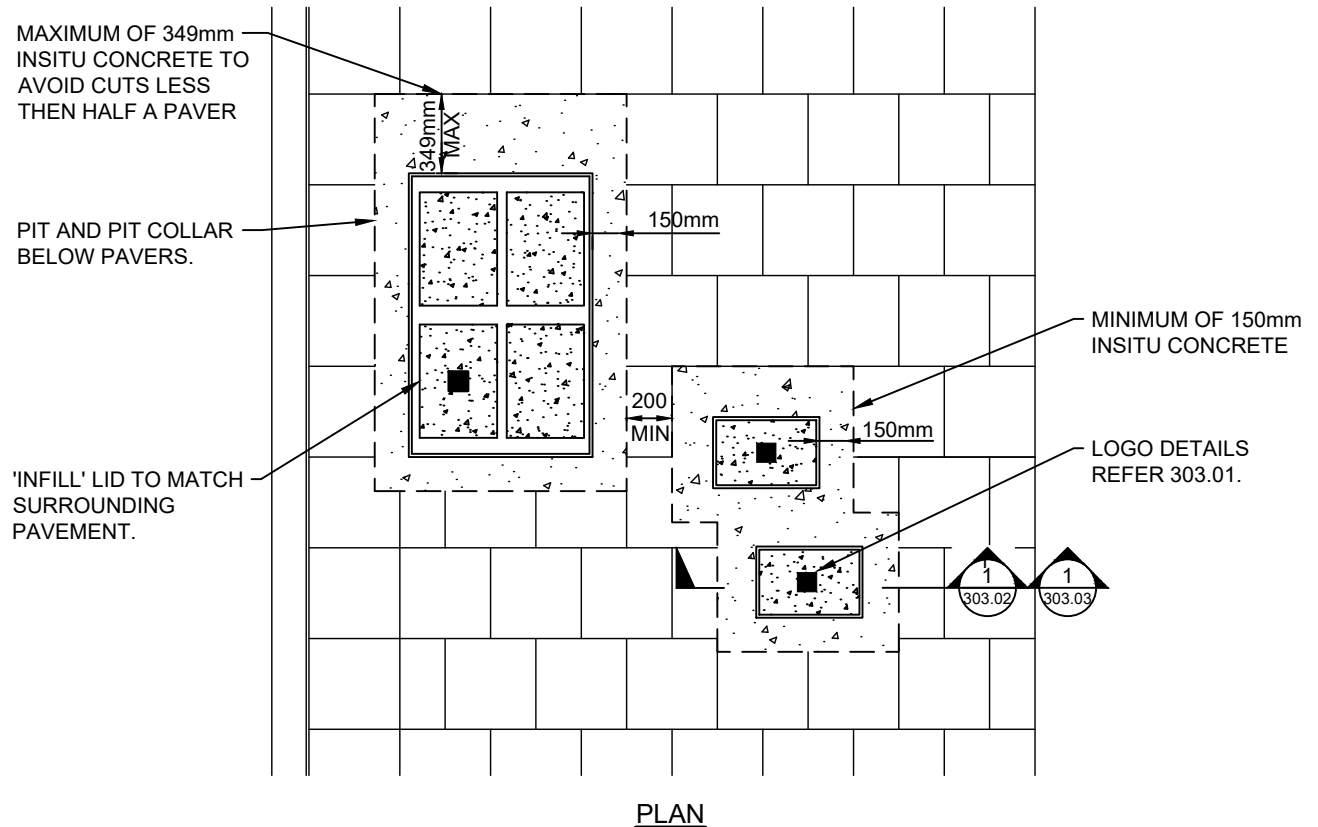 MAXIMUM OF 349mm
INSITU CONCRETE TO
AVOID CUTS LESS
THEN HALF A PAVER
349mm
MAX
PIT AND PIT COLLAR
BELOW PAVERS.
150mm
MINIMUM OF 150mm
INSITU CONCRETE
200
MIN
150mm
LOGO DETAILS
REFER 303.01.
'INFILL' LID TO MATCH
SURROUNDING
PAVEMENT.
1
303.02
1
303.03
PLAN